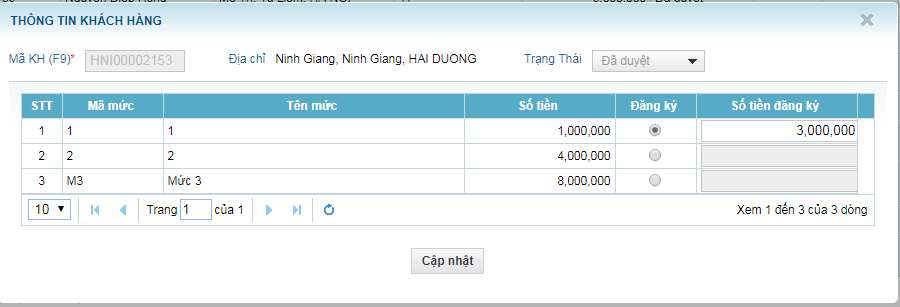 THÔNG TIN KHÁCH HÀNG
Mã KH (F9)* HNI00002153 Địa chỉ Ninh Giang, Ninh Giang, HAI DUONG Trạng Thái Đã duyệt
STT Mã mức Tên mức Số tiền Đăng ký Số tiền đăng ký
1 1 1 1,000,000 3,000,000
2 2 2 4,000,000
3 M3 Mức 3 8,000,000
10 Trang 1 của 1 Xem 1 đến 3 của 3 dòng
Cập nhật